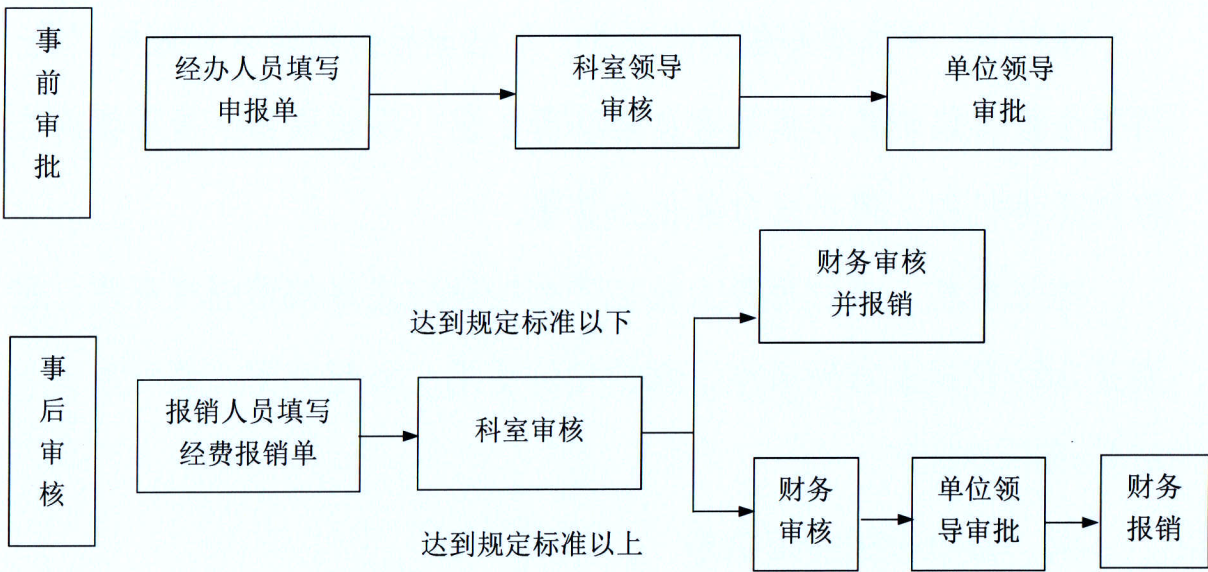 事
前
审
批
经办人员填写
申报单
科室领导
审核
单位领导
审批
事
后
审
核
报销人员填写
经费报销单
达到规定标准以下
科室审核
达到规定标准以上
财务审核
并报销
财务
审核
单位领
导审批
财务
报销